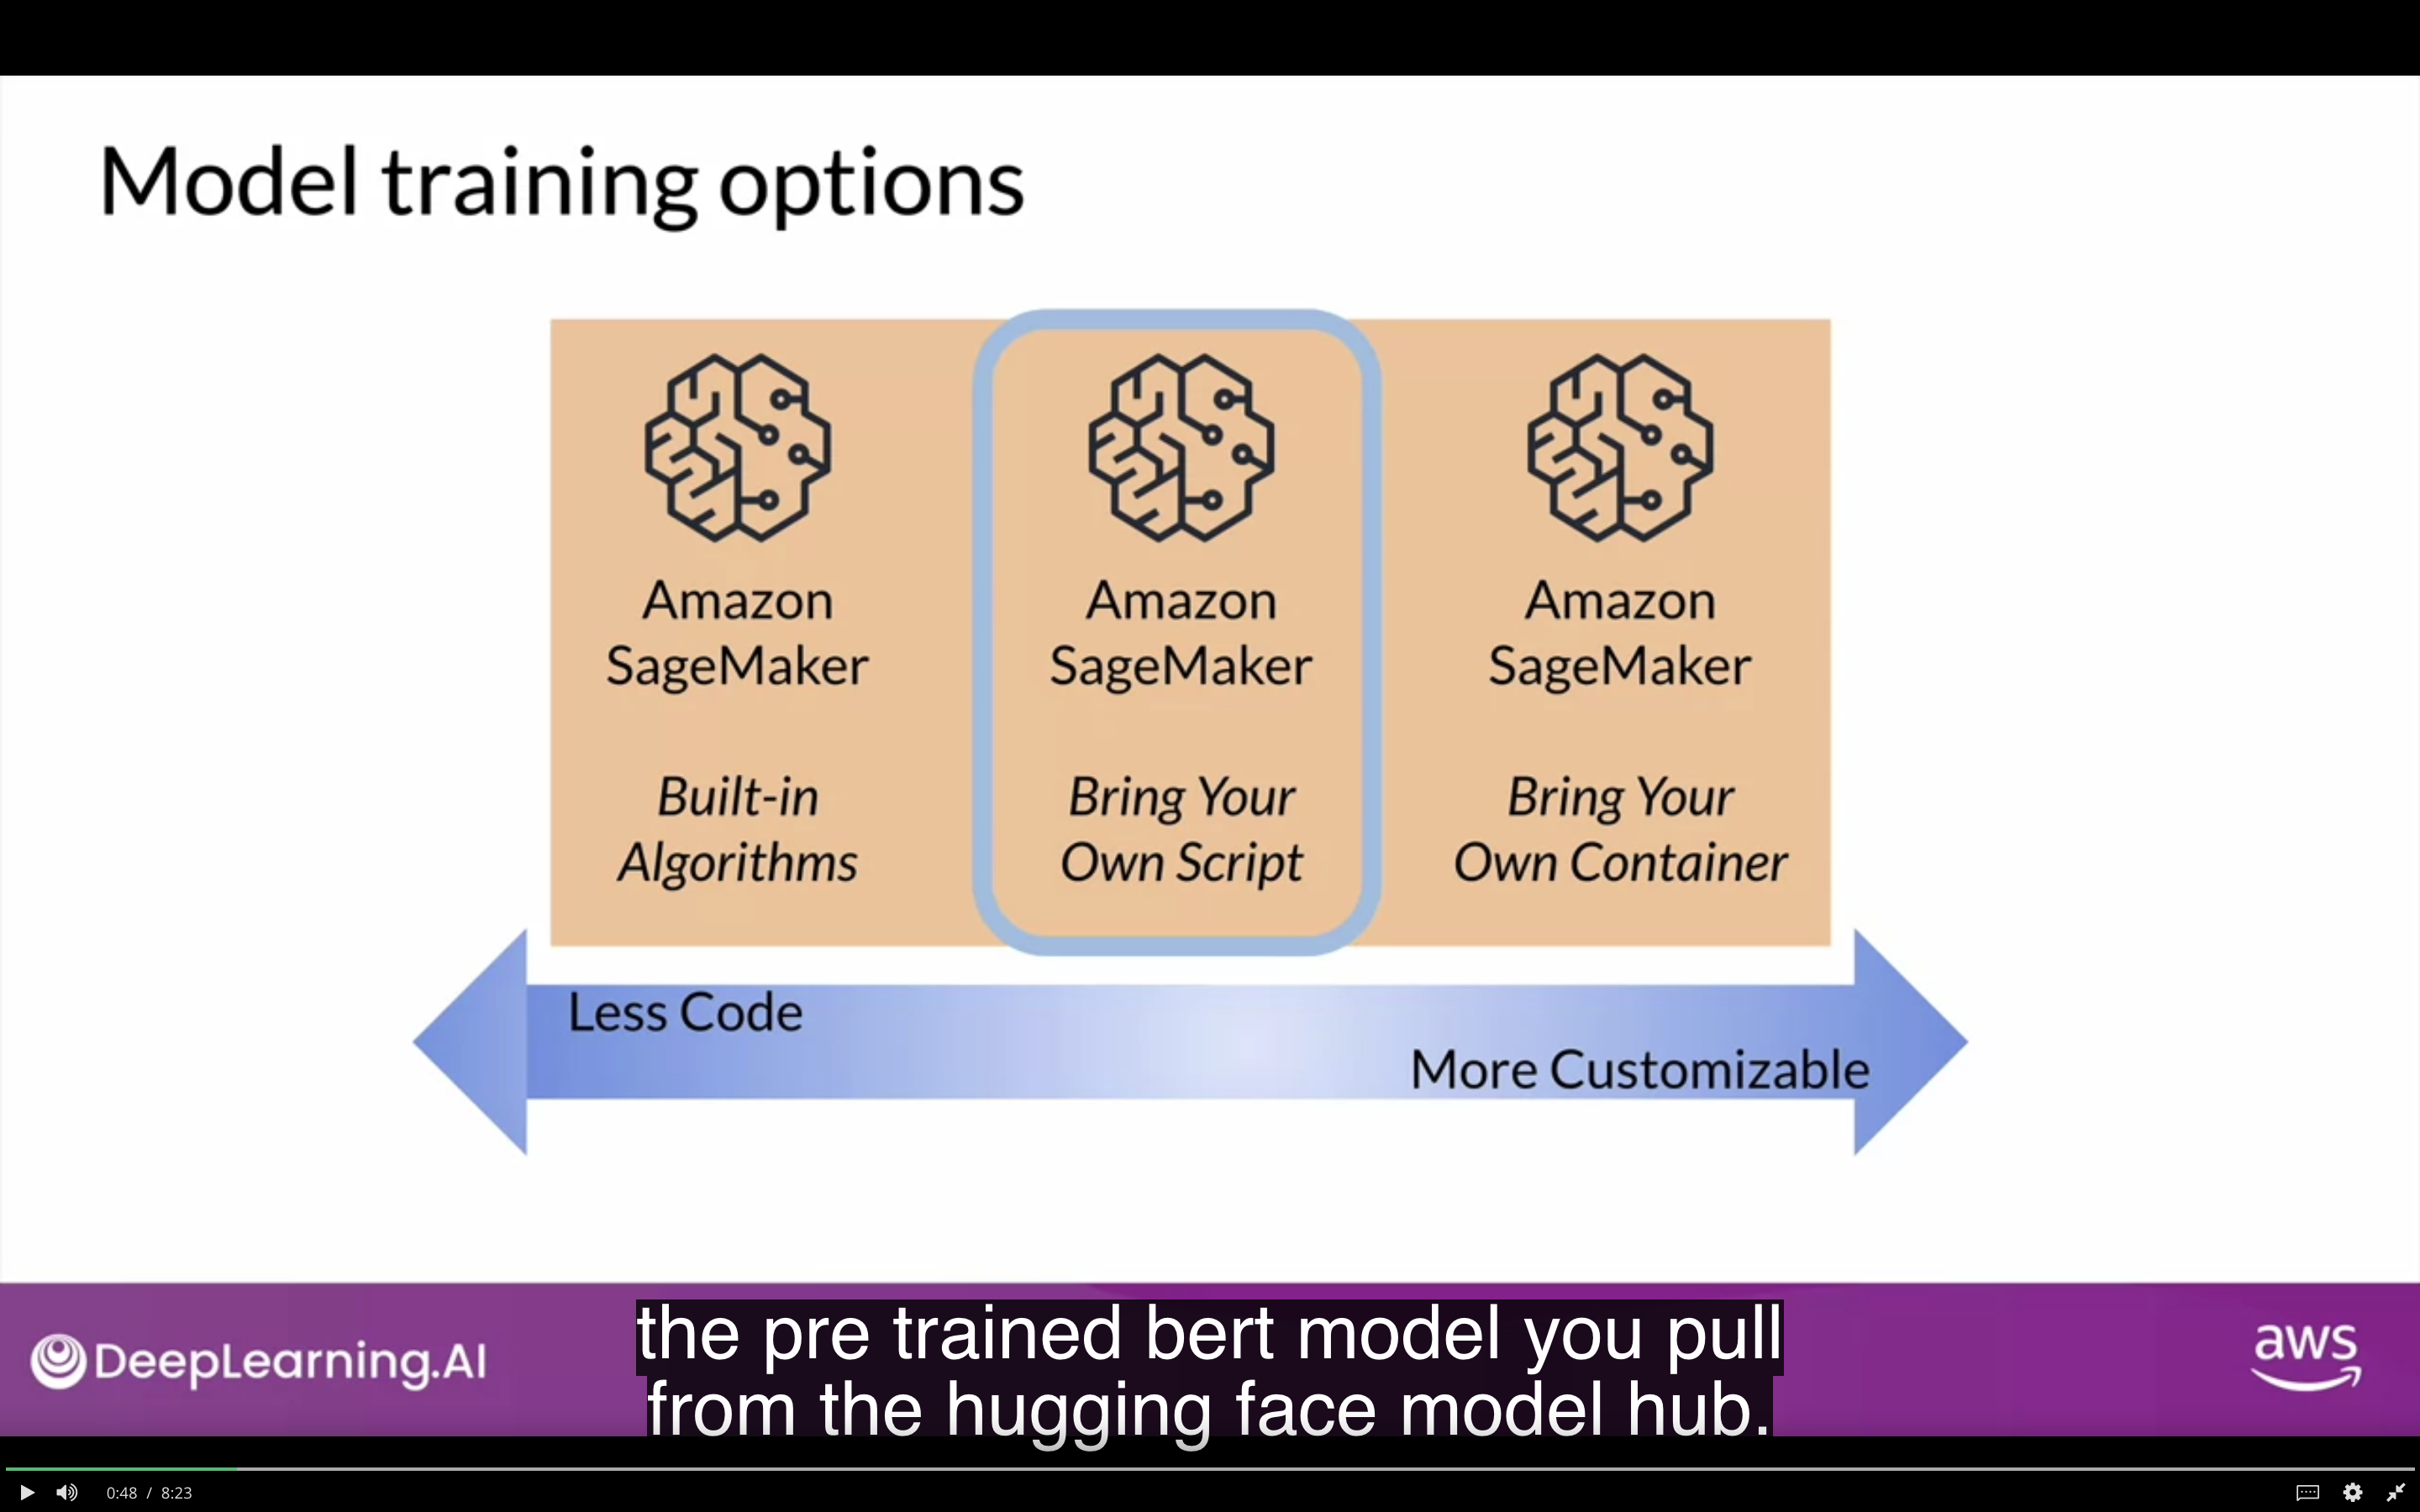 Model training options
Amazon
SageMaker
Built-in
Algorithms
Amazon
SageMaker
Bring Your
Own Script
Amazon
SageMaker
Bring Your
Own Container
Less Code
More Customizable
DeepLearning.AI
the pre trained bert model you pull
from the hugging face model hub.
aws
0:48 / 8:23